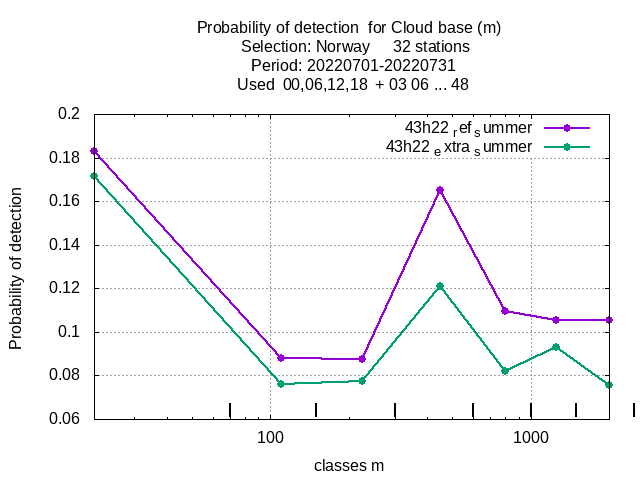 Probability of detection  for Cloud base (m)
Selection: Norway     32 stations
Period: 20220701-20220731
Used  00,06,12,18  + 03 06 ... 48
43h22 ref summer
43h22 extra summer
0.2
0.18
0.16
0.14
0.12
0.1
0.08
0.06
Probability of detection
100
1000
classes m